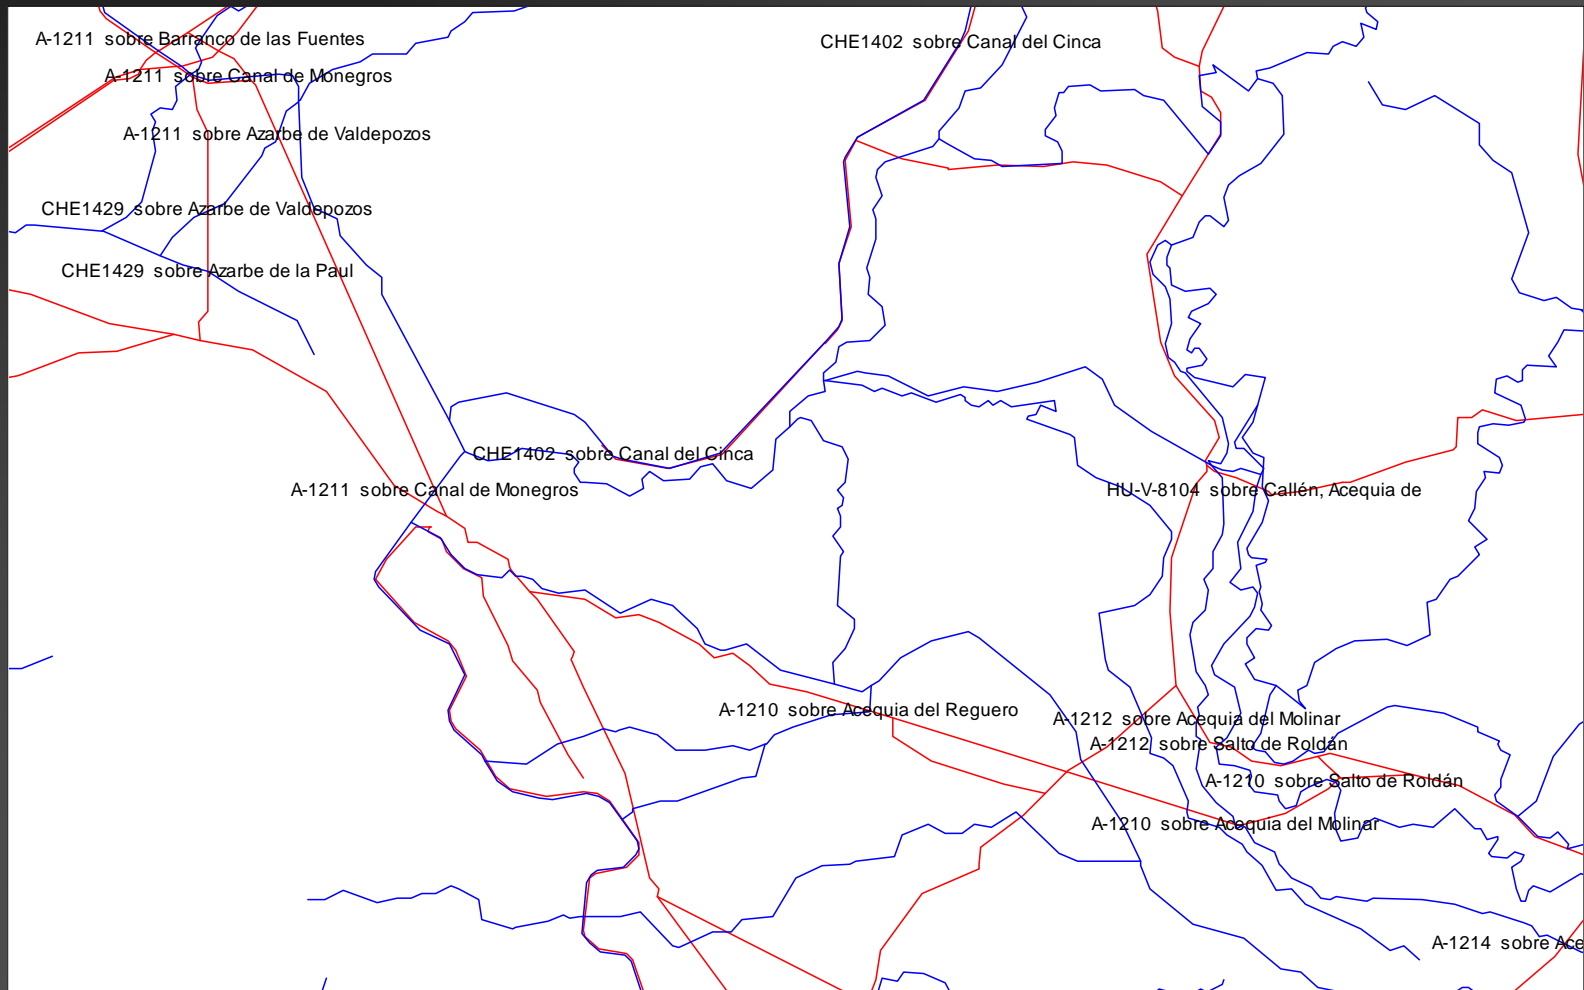 A-1211 sobre Barranco de las Fuentes
CHE1402 sobre Canal del Cinca
A-1211 sobre Canal de Monegros
A-1211 sobre Azarbe de Valdepozos
CHE1429 sobre Azarbe de Valdepozos
CHE1429 sobre Azarbe de la Paul
CHE1402 sobre Canal del Cinca
A-1211 sobre Canal de Monegros
HU-V-8104 sobre Callén, Acequia de
A-1210 sobre Acequia del Reguero
A-1212 sobre Acequia del Molinar
A-1212 sobre Salto de Roldán
A-1210 sobre Salto de Roldán
A-1210 sobre Acequia del Molinar
A-1214 sobre Ace